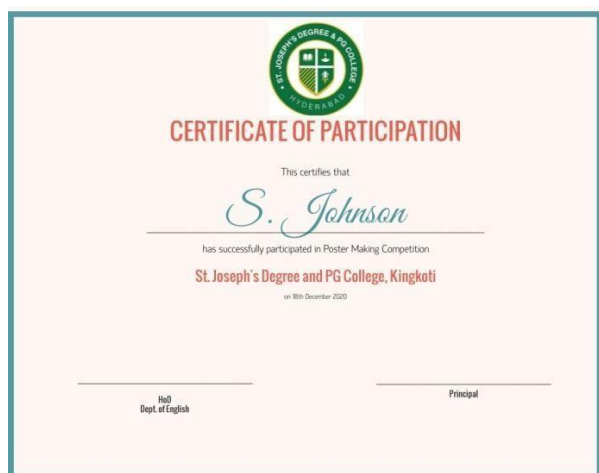 ST. JOSEPH'S DEGREE & PG COLLEGE
HYDERABAD
CERTIFICATE OF PARTICIPATION
This certifies that
S. Johnson
has successfully participated in Poster Making Competition
St. Joseph's Degree and PG College, Kingkoti
on 18th December 2020
HoD
Dept. of English
Principal